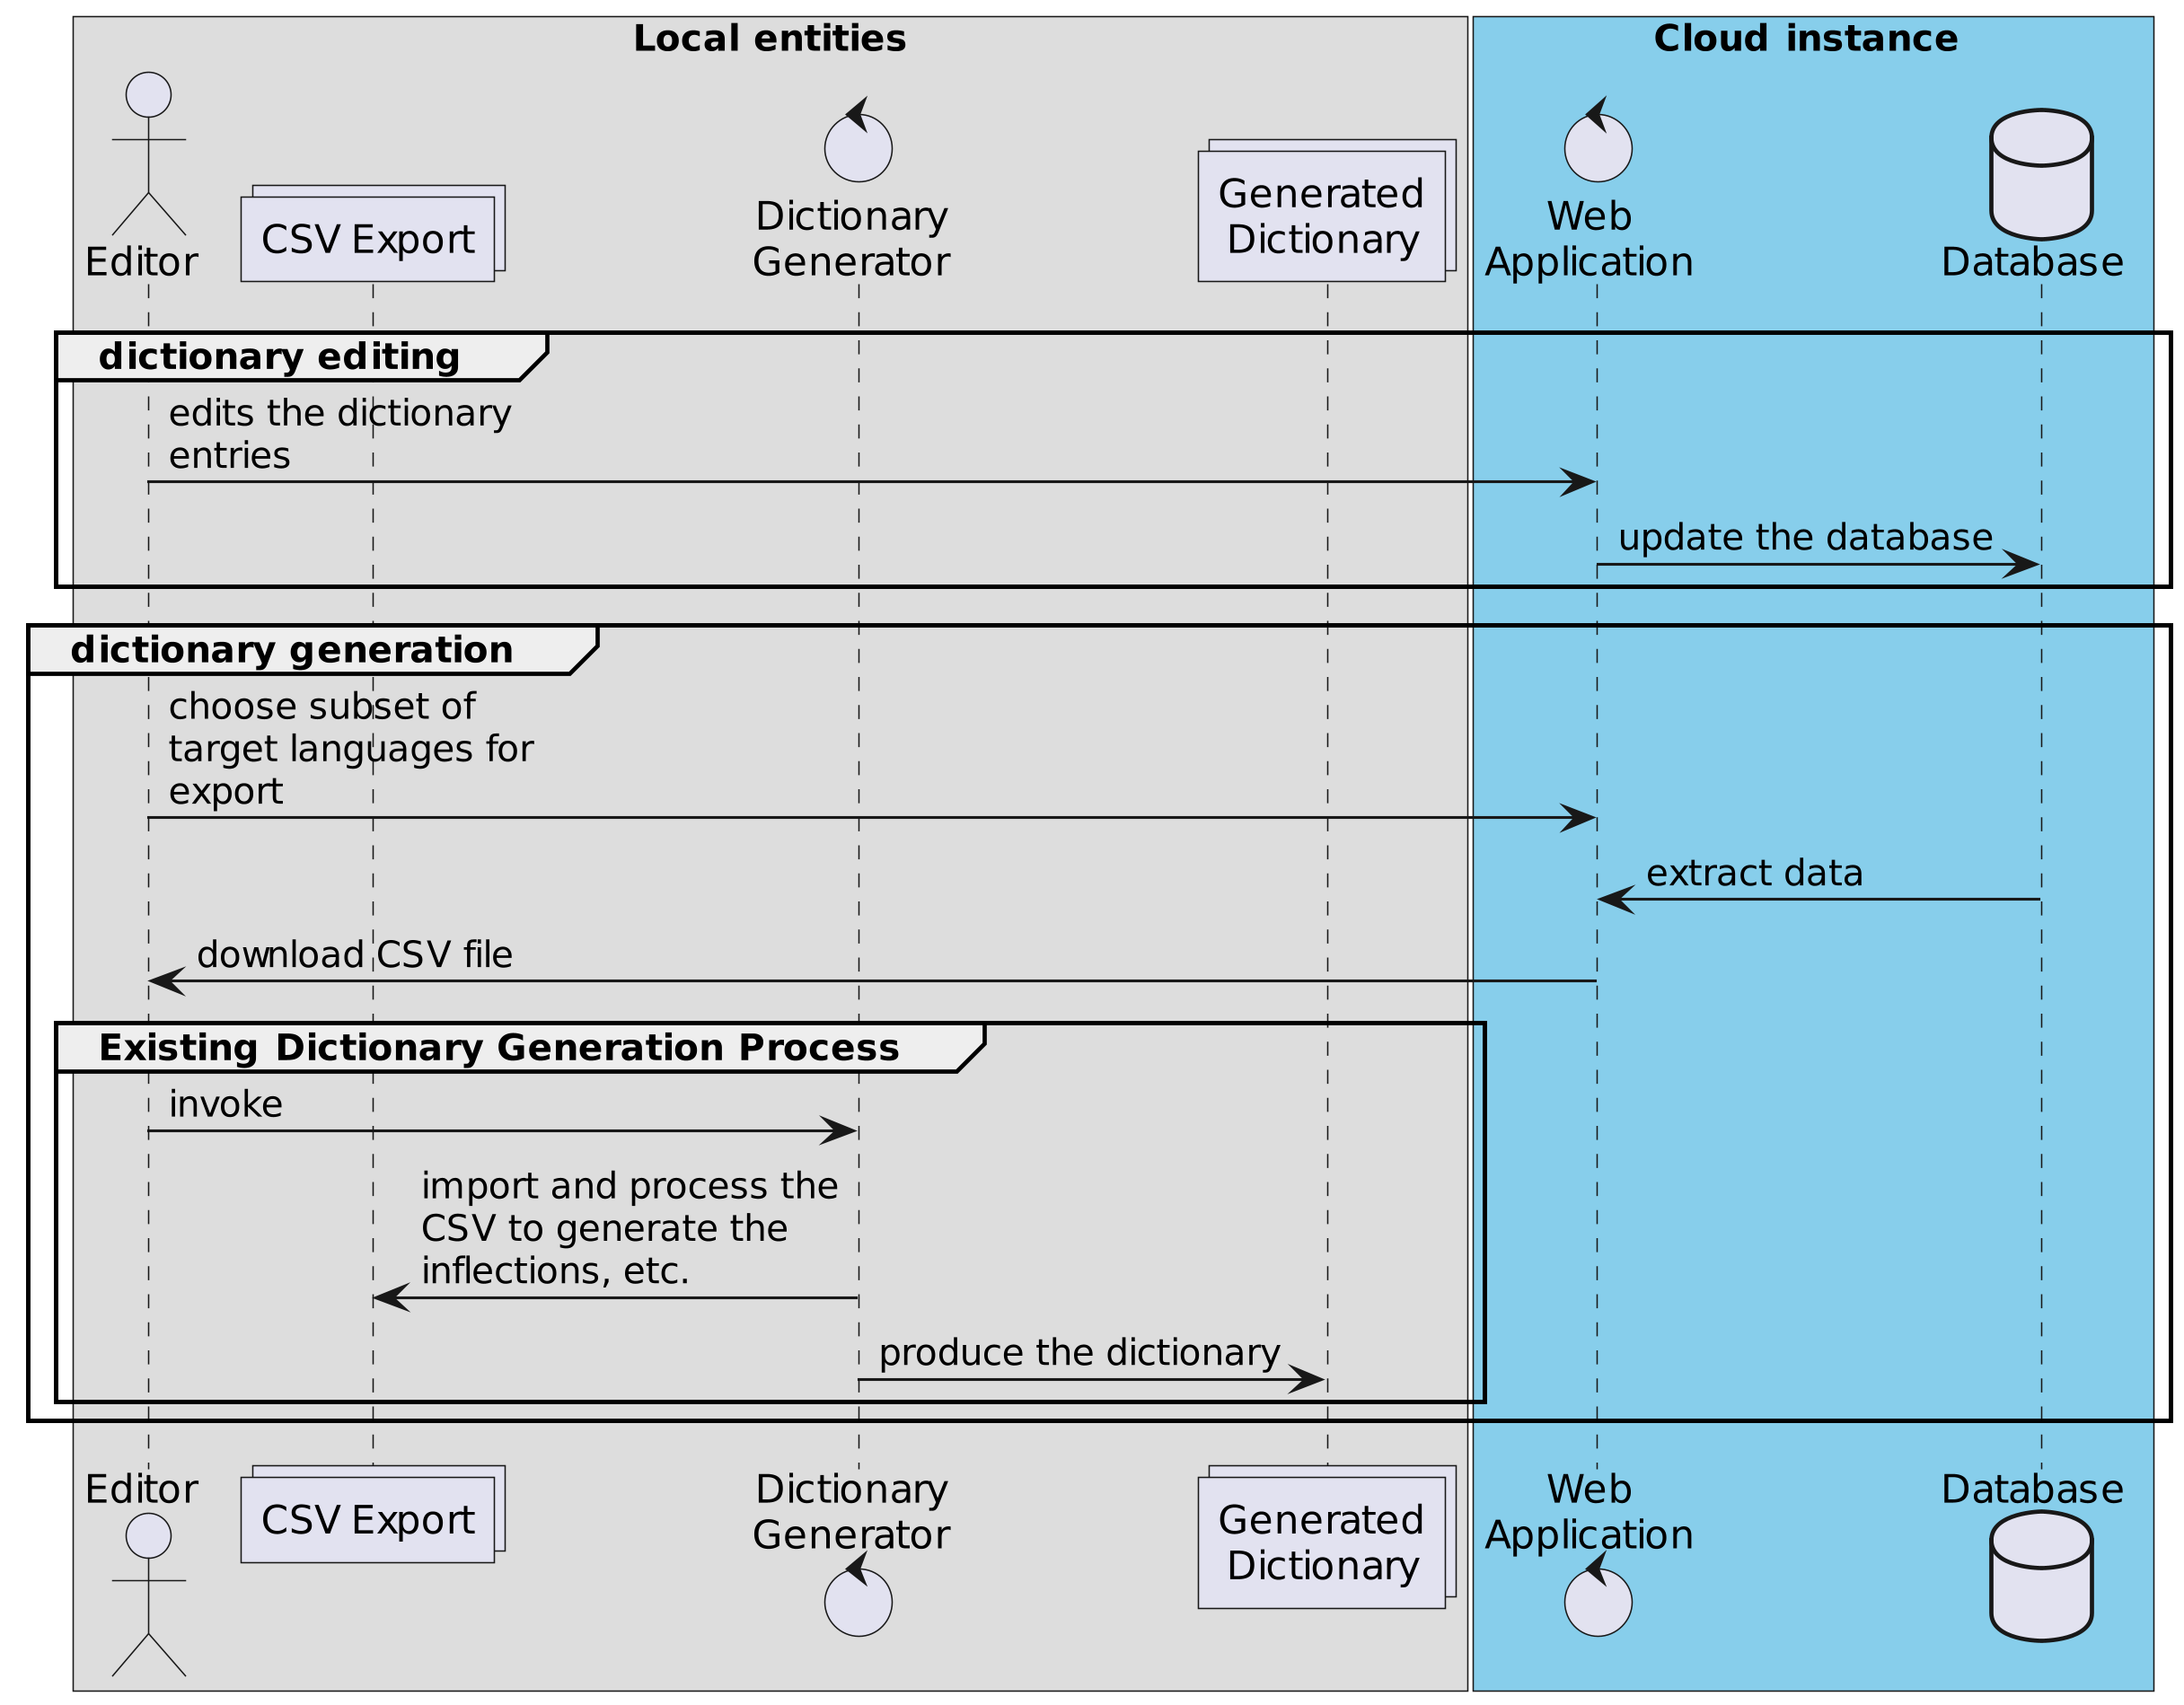 Local entities
Cloud instance
Editor
CSV Export
Dictionary
Generator
Generated
Dictionary
Web
Application
Database
dictionary editing
edits the dictionary
entries
update the database
dictionary generation
choose subset of
target languages for
export
extract data
download CSV file
Existing Dictionary Generation Process
invoke
import and process the
CSV to generate the
inflections, etc.
produce the dictionary
Editor
CSV Export
Dictionary
Generator
Generated
Dictionary
Web
Application
Database